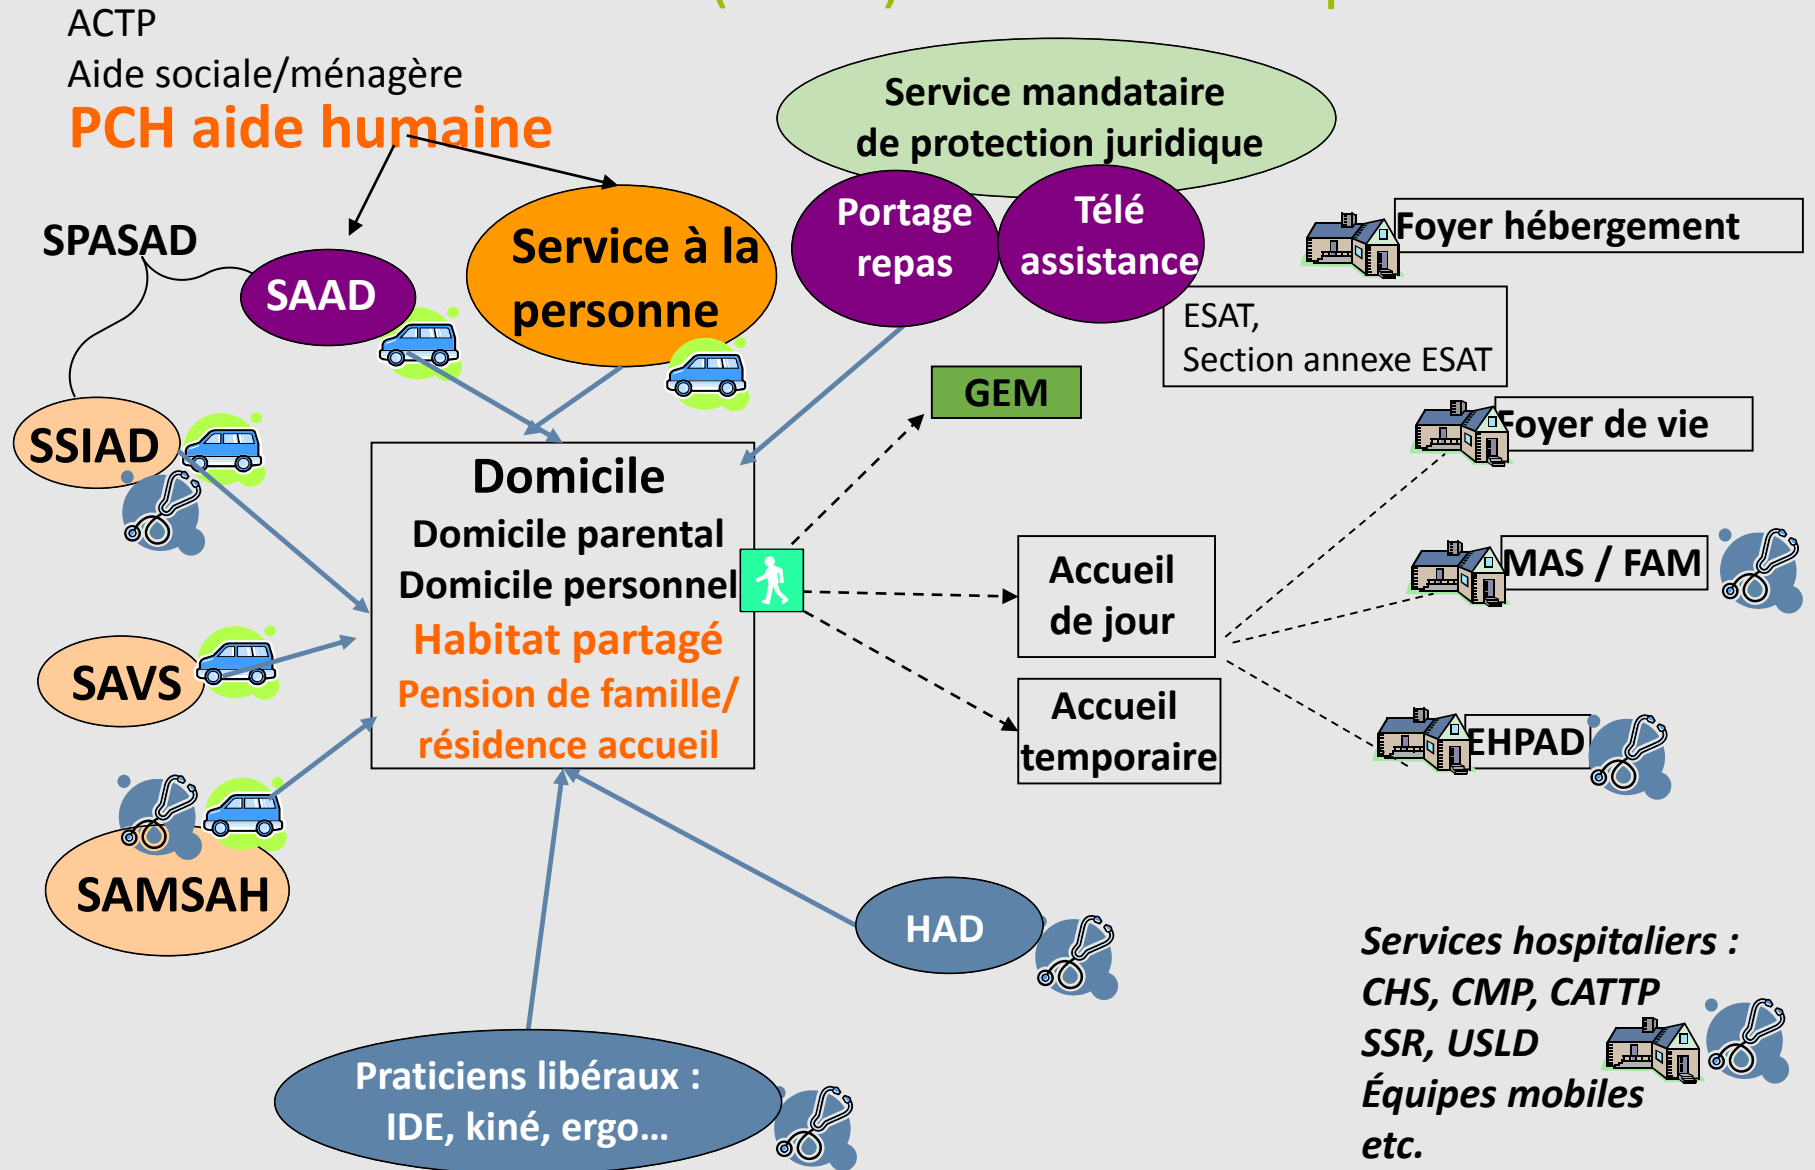 ACTP
Aide sociale/ménagère
PCH aide humaine
Service mandataire
de protection juridique
Portage
repas
Télé
assistance
Foyer hébergement
SPASAD
SAAD
Service à la
personne
ESAT,
Section annexe ESAT
GEM
Foyer de vie
SSIAD
Domicile
Domicile parental
Domicile personnel
Habitat partagé
Pension de famille/
résidence accueil
Accueil
de jour
MAS / FAM
SAVS
Accueil
temporaire
EHPAD
SAMSAH
HAD
Services hospitaliers :
CHS, CMP, CATTP
SSR, USLD
Équipes mobiles
etc.
Praticiens libéraux :
IDE, kiné, ergo…